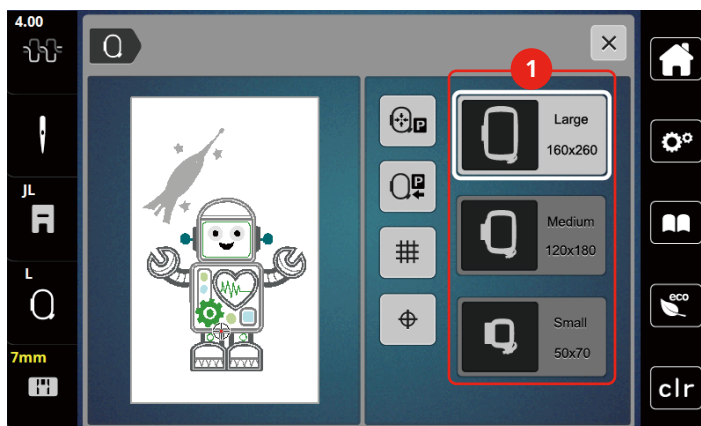 4.00
JL
L
7mm
P
P
1
Large
160x260
Medium
120x180
Small
50x70
eco
clr